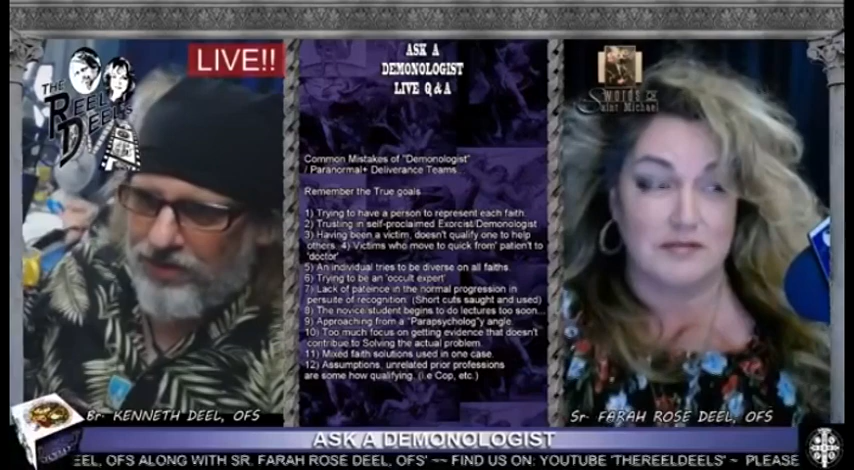 LIVE!!
THE
REEL
DEELS
ASK A
DEMONOLOGIST
LIVE Q&A
SWORDS OF
Saint Michael
Common Mistakes of "Demonologist"
/ Paranormal+ Deliverance Teams
Remember the True goals
1) Trying to have a person to represent each faith.
2) Trusting in self-proclaimed Exorcist/Demonologist
3) Having been a victim, doesn't qualify one to help
others. 4) Victims who move to quick from' patien't to
'doctor'
5) An individual tries to be diverse on all faiths.
6) Trying to be an 'occult expert'
7) Lack of pateince in the normal progression in
persuite of recognition. (Short cuts saught and used)
8) The novice/student begins to do lectures too soon...
9) Approaching from a "Parapsycholog"y angle.
10) Too much focus on getting evidence that doesn't
contribute to Solving the actual problem.
11) Mixed faith solutions used in one case.
12) Assumptions, unrelated prior professions
are some how qualifying. (i.e Cop, etc.)
Br. KENNETH DEEL, OFS
Sr. FARAH ROSE DEEL, OFS
ASK A DEMONOLOGIST
EEL, OFS ALONG WITH SR. FARAH ROSE DEEL, OFS' ~~ FIND US ON: YOUTUBE 'THEREELDEELS' ~ PLEASE